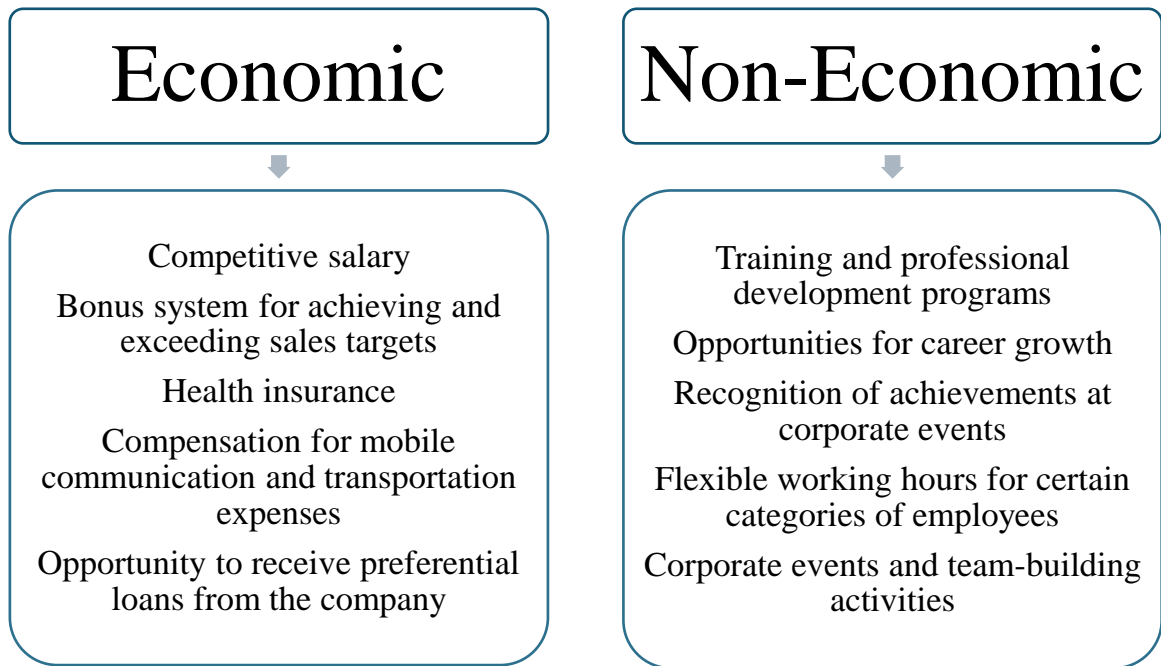 Economic
Competitive salary
Bonus system for achieving and
exceeding sales targets
Health insurance
Compensation for mobile
communication and transportation
expenses
Opportunity to receive preferential
loans from the company
Non-Economic
Training and professional
development programs
Opportunities for career growth
Recognition of achievements at
corporate events
Flexible working hours for certain
categories of employees
Corporate events and team-building
activities